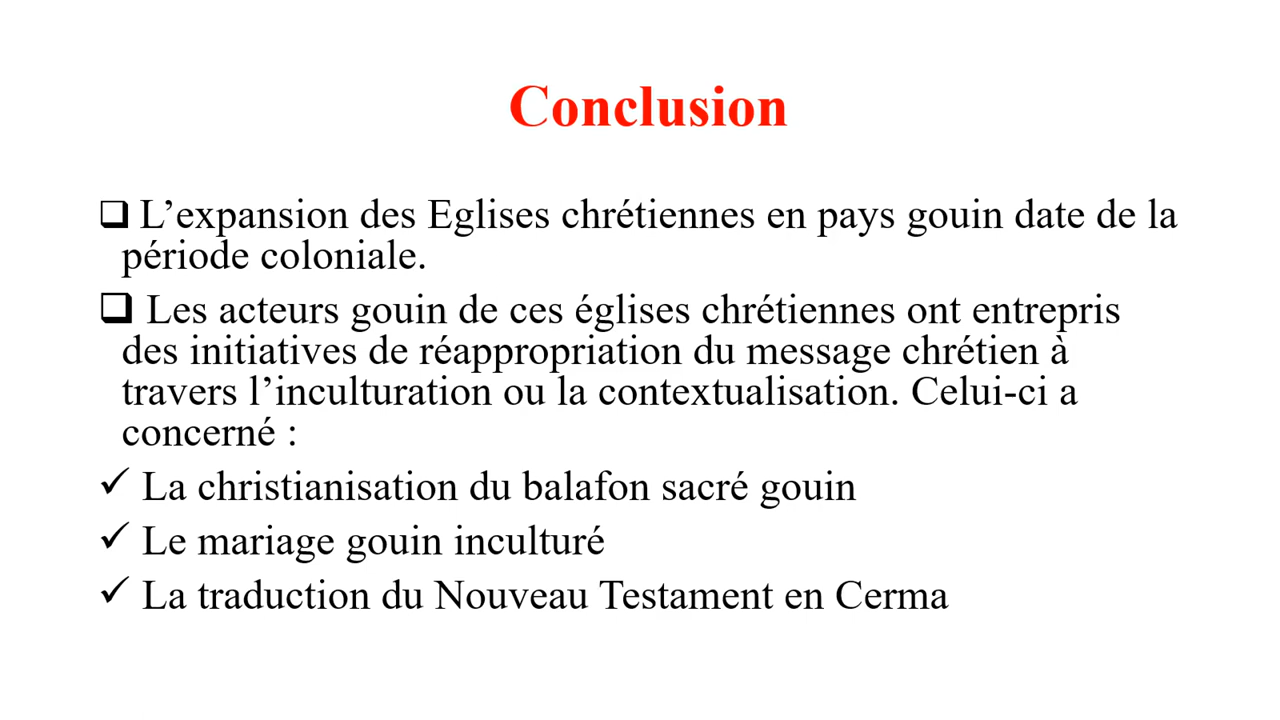 Conclusion
❑ L’expansion des Eglises chrétiennes en pays gouin date de la
période coloniale.
❑ Les acteurs gouin de ces églises chrétiennes ont entrepris
des initiatives de réappropriation du message chrétien à
travers l’inculturation ou la contextualisation. Celui-ci a
concerné :
✓ La christianisation du balafon sacré gouin
✓ Le mariage gouin inculturé
✓ La traduction du Nouveau Testament en Cerma